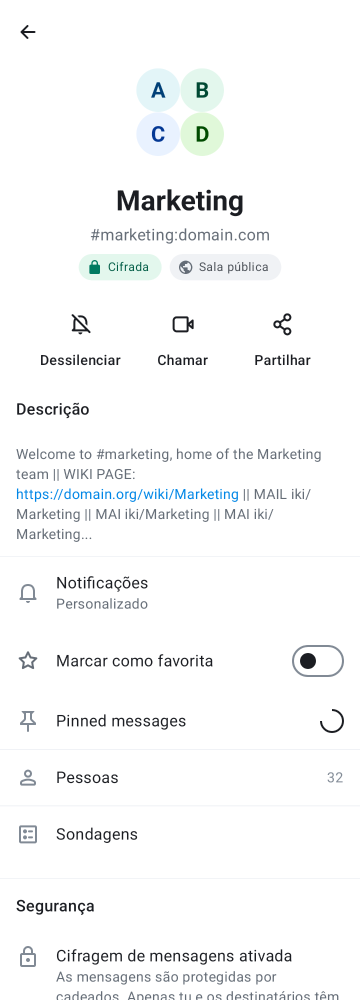 A B
C D
Marketing
#marketing:domain.com
Cifrada Sala pública
Dessilenciar Chamar Partilhar
Descrição
Welcome to #marketing, home of the Marketing
team || WIKI PAGE:
https://domain.org/wiki/Marketing || MAIL iki/
Marketing || MAI iki/Marketing || MAI iki/
Marketing...
Notificações
Personalizado
Marcar como favorita
Pinned messages
Pessoas 32
Sondagens
Segurança
Cifragem de mensagens ativada
As mensagens são protegidas por
cadeados. Apenas tu e os destinatários têm